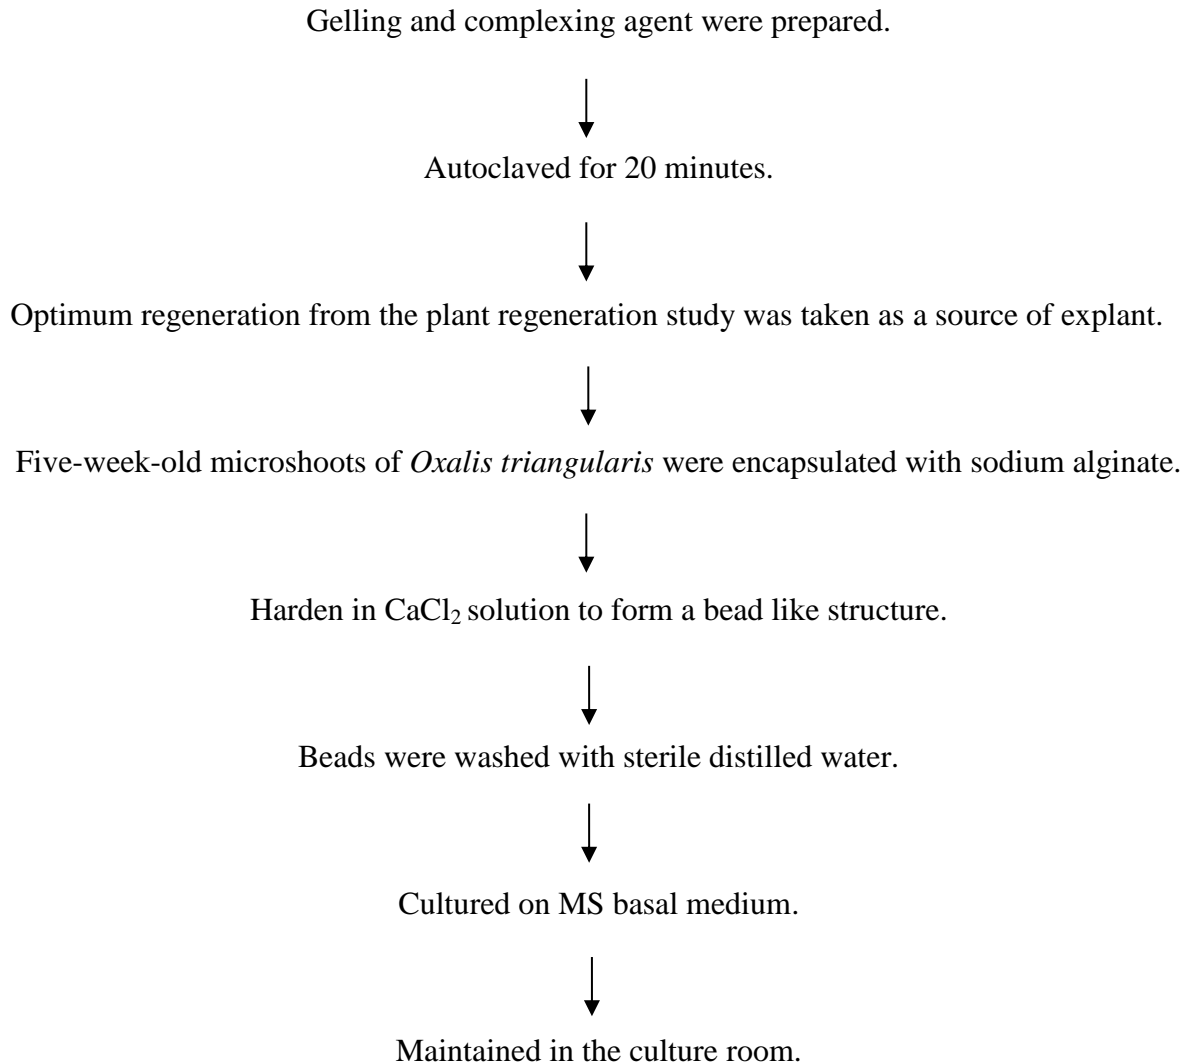 Gelling and complexing agent were prepared.
Autoclaved for 20 minutes.
Optimum regeneration from the plant regeneration study was taken as a source of explant.
Five-week-old microshoots of Oxalis triangularis were encapsulated with sodium alginate.
Harden in CaCl₂ solution to form a bead like structure.
Beads were washed with sterile distilled water.
Cultured on MS basal medium.
Maintained in the culture room.